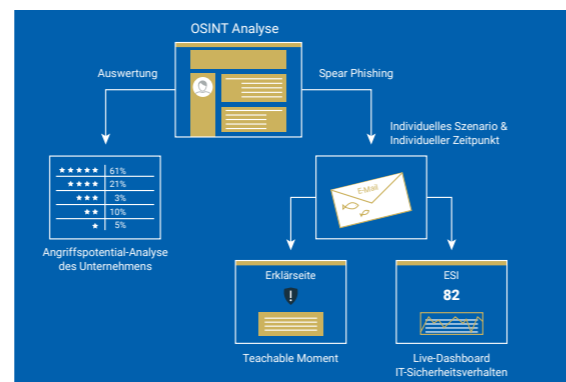 OSINT Analyse
Auswertung
Spear Phishing
Individuelles Szenario &
Individueller Zeitpunkt
★★★★★ 61%
★★★★ 21%
★★★ 3%
★★ 10%
★ 5%
E-Mail
Angriffspotential-Analyse
des Unternehmens
Erklärseite
!
Teachable Moment
ESI
82
Live-Dashboard
IT-Sicherheitsverhalten